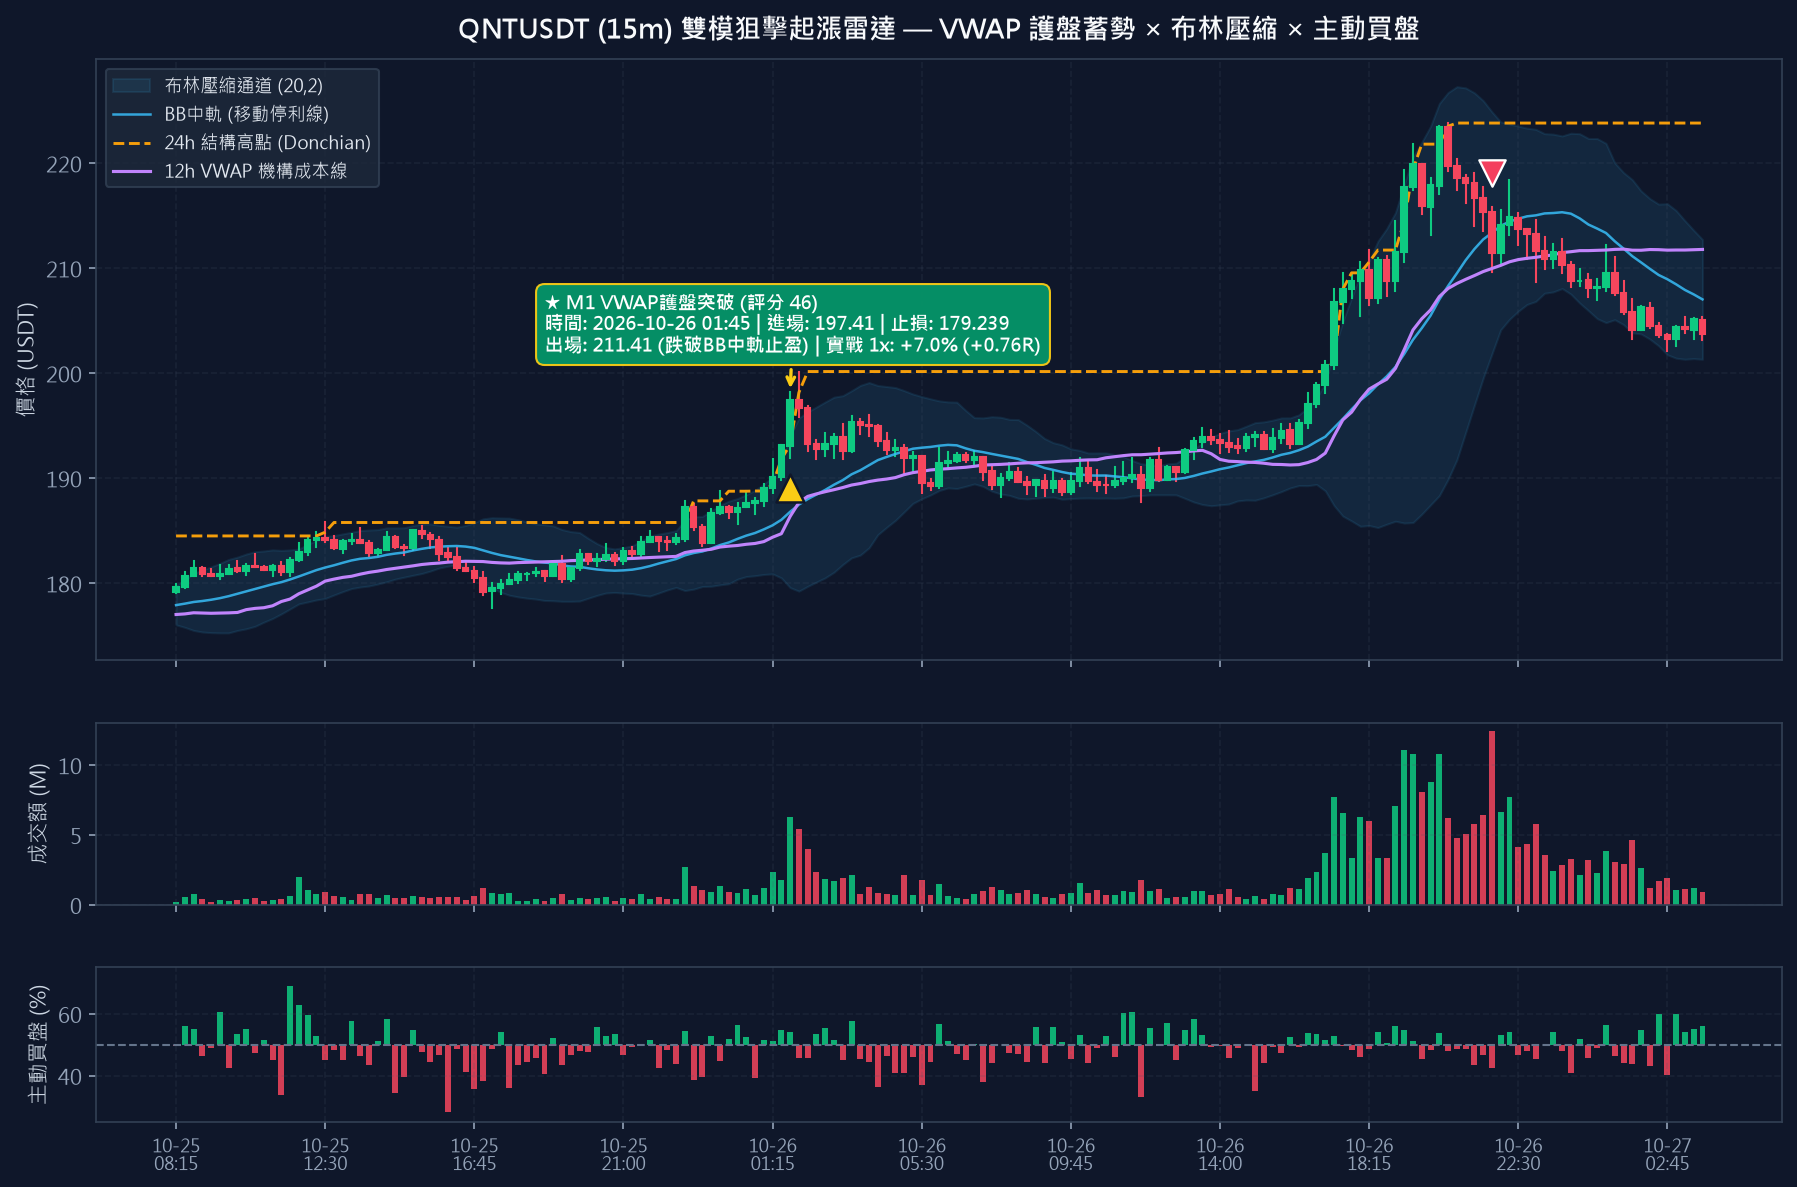 QNTUSDT (15m) 雙模狙擊起漲雷達 — VWAP 護盤蓄勢 × 布林壓縮 × 主動買盤
布林壓縮通道 (20,2)
BB中軌 (移動停利線)
24h 結構高點 (Donchian)
12h VWAP 機構成本線
價格 (USDT)
220
210
200
190
180
★ M1 VWAP護盤突破 (評分 46)
時間: 2026-10-26 01:45 | 進場: 197.41 | 止損: 179.239
出場: 211.41 (跌破BB中軌止盈) | 實戰 1x: +7.0% (+0.76R)
成交額 (M)
10
5
0
主動買盤 (%)
60
40
10-25
08:15
10-25
12:30
10-25
16:45
10-25
21:00
10-26
01:15
10-26
05:30
10-26
09:45
10-26
14:00
10-26
18:15
10-26
22:30
10-27
02:45